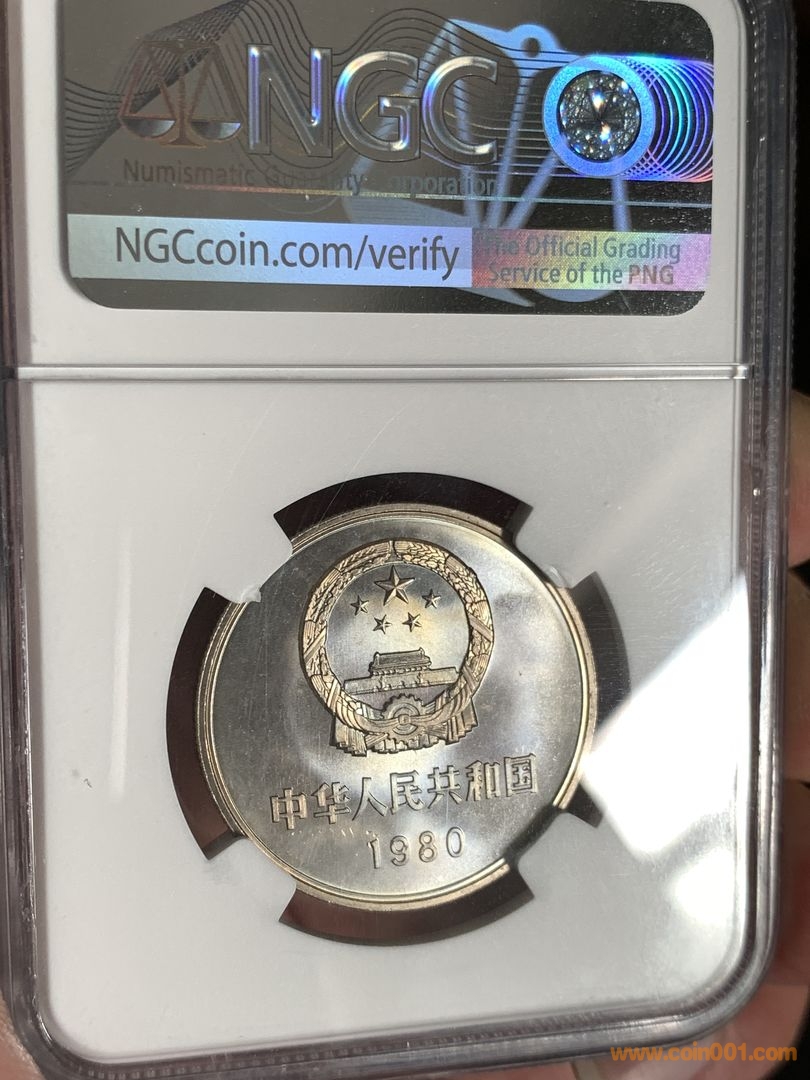 NGC
Numismatic Guaranty Corporation
NGCcoin.com/verify
The Official Grading
Service of the PNG
中华人民共和国
1980
www.coin001.com